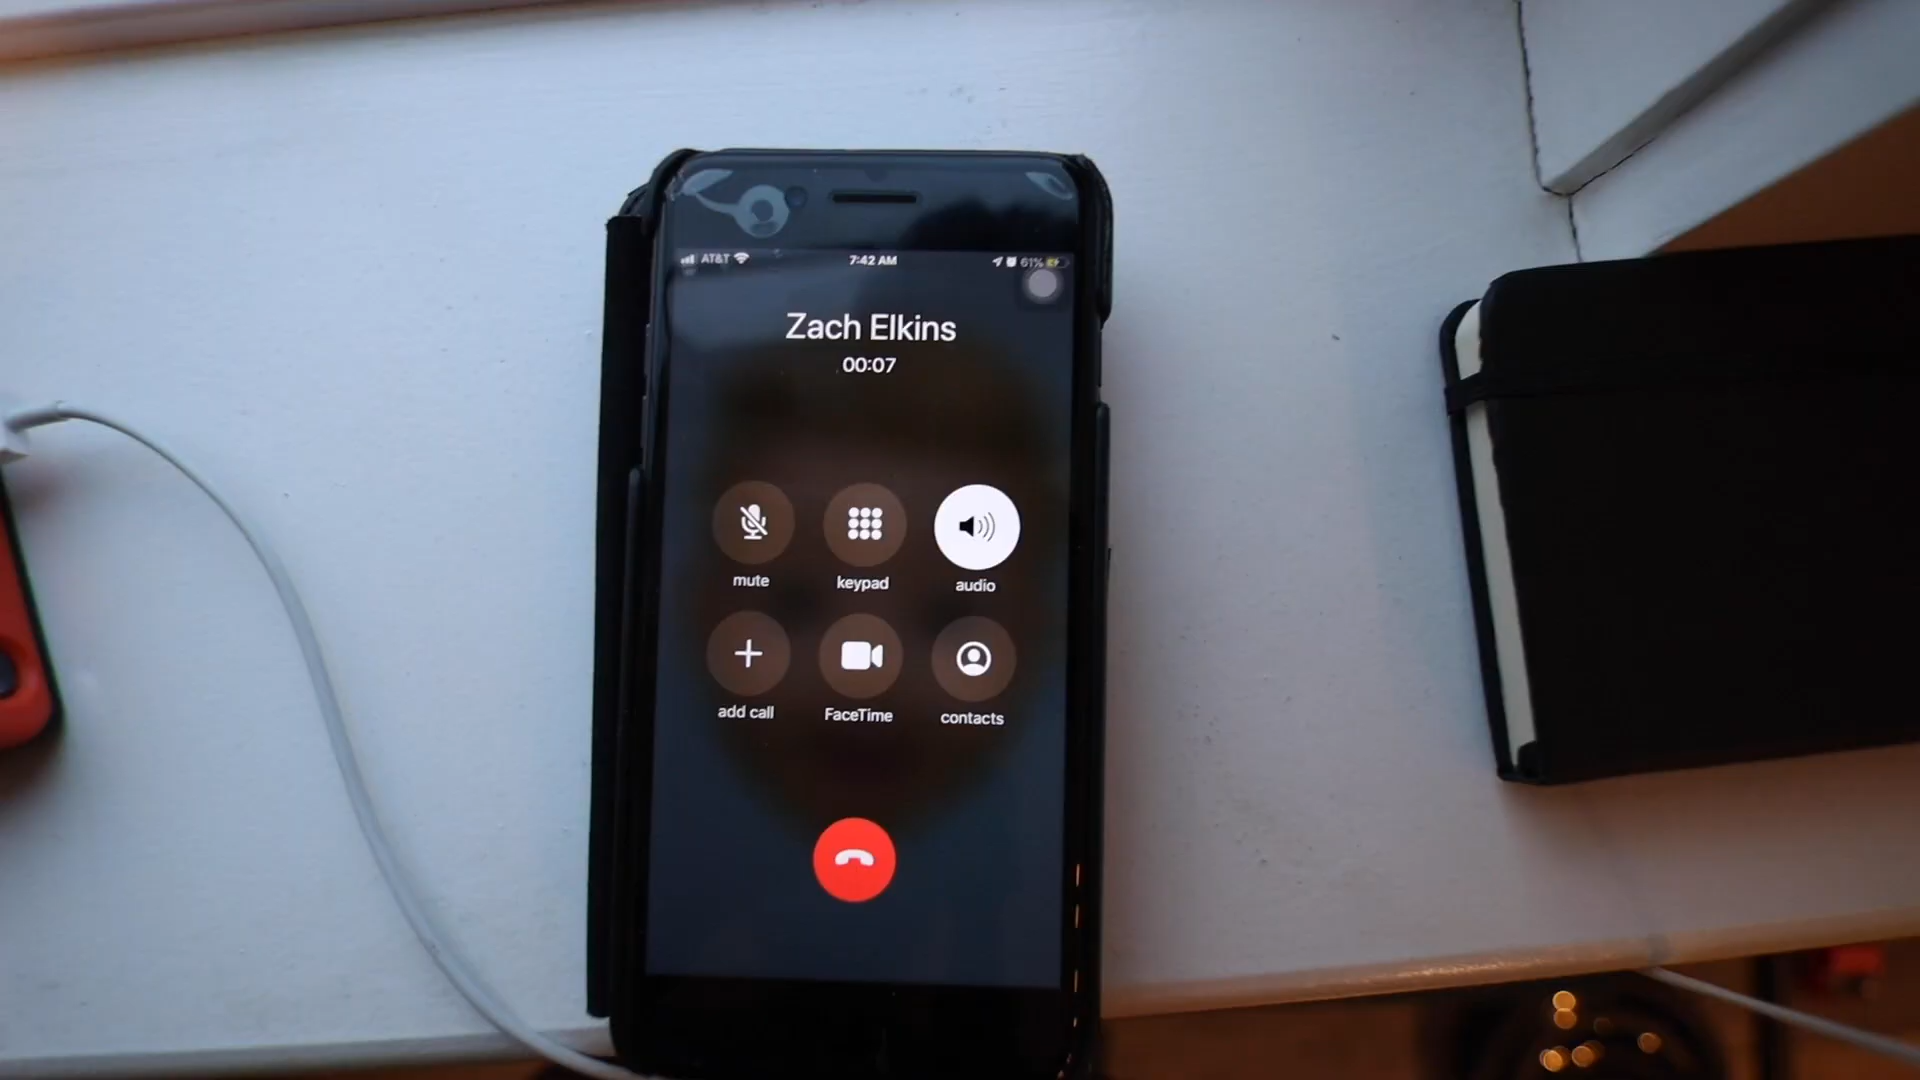 AT&T 7:42 AM 61%
Zach Elkins
00:07
mute keypad audio
add call FaceTime contacts